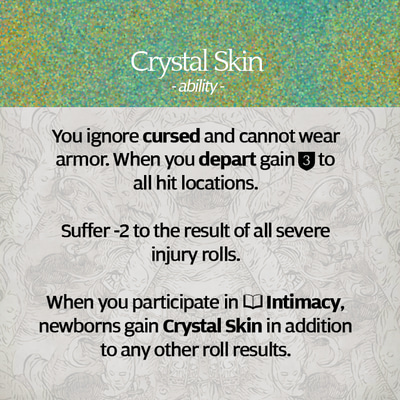 Crystal Skin
- ability -
You ignore cursed and cannot wear
armor. When you depart gain 3 to
all hit locations.
Suffer -2 to the result of all severe
injury rolls.
When you participate in Intimacy,
newborns gain Crystal Skin in addition
to any other roll results.